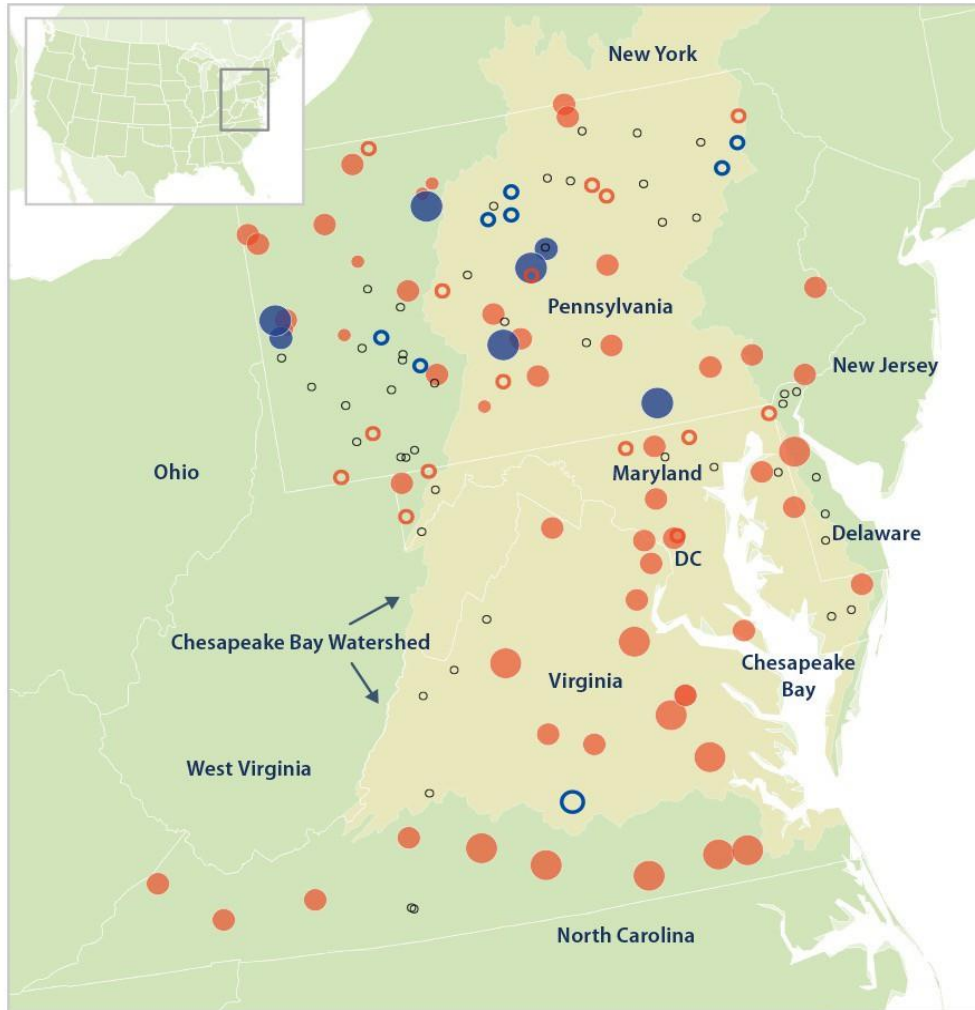 New York
Pennsylvania
New Jersey
Ohio
Maryland
Delaware
DC
Chesapeake Bay Watershed
Chesapeake
Bay
Virginia
West Virginia
North Carolina